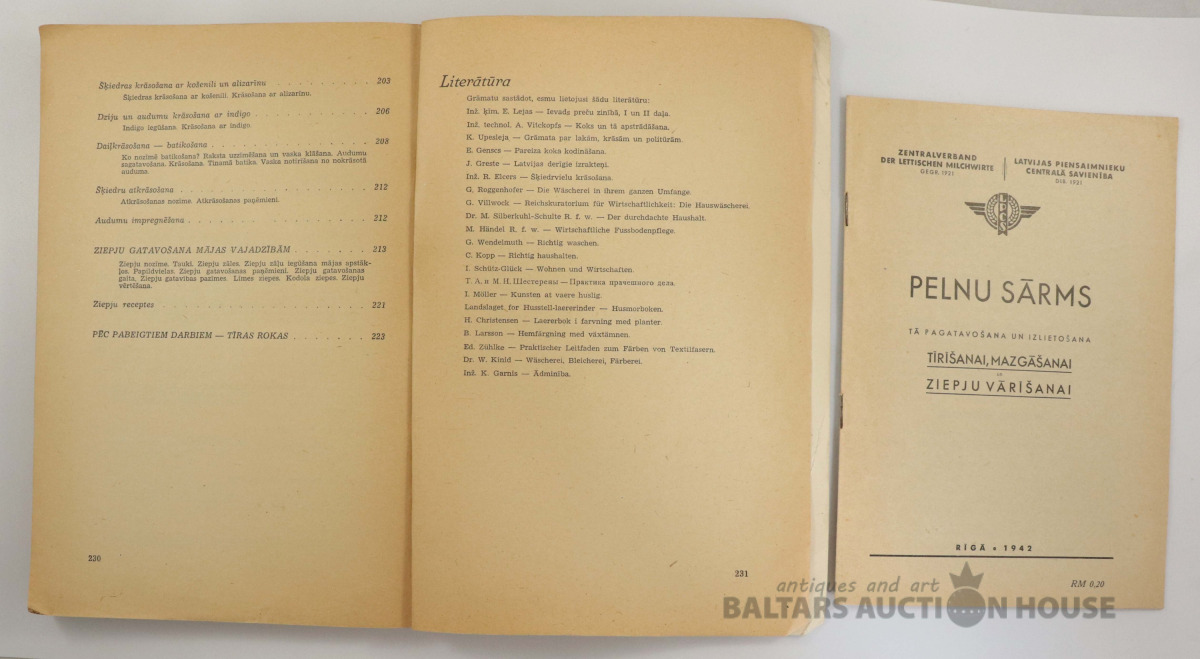 Šķiedras krāsošana ar košenili un alizarīnu . . . . . . . . . 203
Šķiedras krāsošana ar košenili. Krāsošana ar alizarīnu.
Dziju un audumu krāsošana ar indigo . . . . . . . . . . 206
Indigo iegūšana. Krāsošana ar indigo.
Daiļkrāsošana — batikošana . . . . . . . . . . . . 208
Ko nozīmē batikošana? Raksta uzzīmēšana un vaska klāšana. Audumu
sagatavošana. Krāsošana. Tinumā batika. Vaska notīrīšana no nokrāsotā
auduma.
Šķiedru atkrāsošana . . . . . . . . . . . . . . 212
Atkrāsošanas nozīme. Atkrāsošanas paņēmieni.
Audumu impregnēšana . . . . . . . . . . . . . . 212
ZIEPJU GATAVOŠANA MĀJAS VAJADZĪBĀM . . . . . . . 213
Ziepju nozīme. Tauki. Ziepju zāles. Ziepju zāļu iegūšana mājas apstāk-
ļos. Papildvielas. Ziepju gatavošanas paņēmieni. Ziepju gatavošanas
gaita. Ziepju gatavības pazīmes. Līmes ziepes. Kodola ziepes. Ziepju
vērtēšana.
Ziepju receptes . . . . . . . . . . . . . . . . 221
PĒC PABEIGTIEM DARBIEM — TĪRAS ROKAS . . . . . . . 223
230
Literātūra
Grāmatu sastādot, esmu lietojusi šādu literātūru:
Inž. ķīm. E. Lejas — Ievads preču zinībā, I un II daļa.
Inž. technol. A. Vītckopfs — Koks un tā apstrādāšana.
K. Upesleja — Grāmata par lakām, krāsām un politūrām.
E. Genscs — Pareiza koka kodināšana.
J. Greste — Latvijas derīgie izrakteņi.
Inž. R. Elcers — Šķiedrvielu krāsošana.
G. Roggenhofer — Die Wäscherei in ihrem ganzen Umfange.
G. Villwock — Reichskuratorium für Wirtschaftlichkeit: Die Hauswäscherei.
Dr. M. Silberkuhl-Schulte R. f. w. — Der durchdachte Haushalt.
M. Händel R. f. w. — Wirtschaftliche Fussbodenpflege.
G. Wendelmuth — Richtig waschen.
C. Kopp — Richtig haushalten.
I. Schütz-Glück — Wohnen und Wirtschaften.
Т. А. и М. Н. Шестерены — Практика прачешного дела.
I. Möller — Kunsten at vaere huslig.
Landslaget for Husstell-laererinder — Husmorboken.
H. Christensen — Laererbok i farvning med planter.
B. Larsson — Hemfärgning med växtämnen.
Ed. Zühlke — Praktischer Leitfaden zum Färben von Textilfasern.
Dr. W. Kind — Wäscherei, Bleicherei, Färberei.
Inž. K. Garnis — Ādminība.
231
ZENTRALVERBAND
DER LETTISCHEN MILCHWIRTE
GEGR. 1921
LATVIJAS PIENSAIMNIEKU
CENTRALĀ SAVIENĪBA
DIB. 1921
LPCS
PELNU SĀRMS
TĀ PAGATAVOŠANA UN IZLIETOŠANA
TĪRĪŠANAI, MAZGĀŠANAI
UN
ZIEPJU VĀRĪŠANAI
RĪGĀ • 1942
RM 0,20
antiques and art
BALTARS AUCTION HOUSE